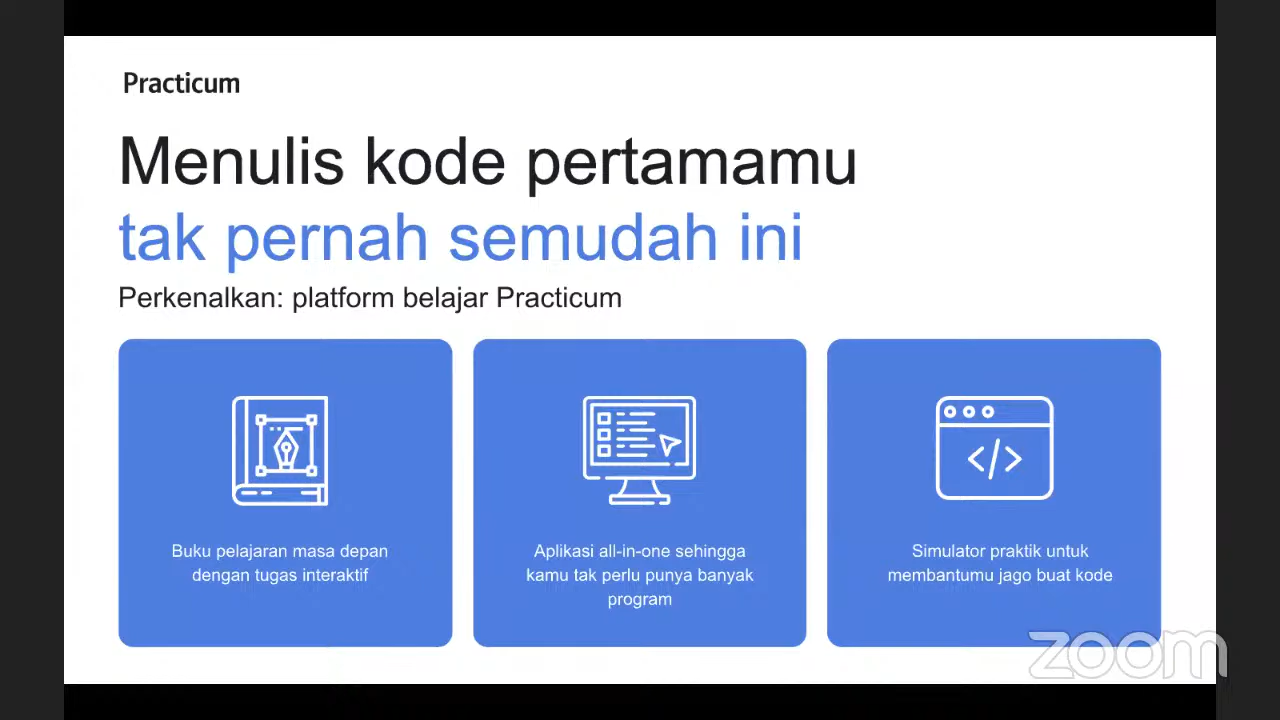 Practicum
Menulis kode pertamamu
tak pernah semudah ini
Perkenalkan: platform belajar Practicum
Buku pelajaran masa depan
dengan tugas interaktif
Aplikasi all-in-one sehingga
kamu tak perlu punya banyak
program
</>
Simulator praktik untuk
membantumu jago buat kode
zoom